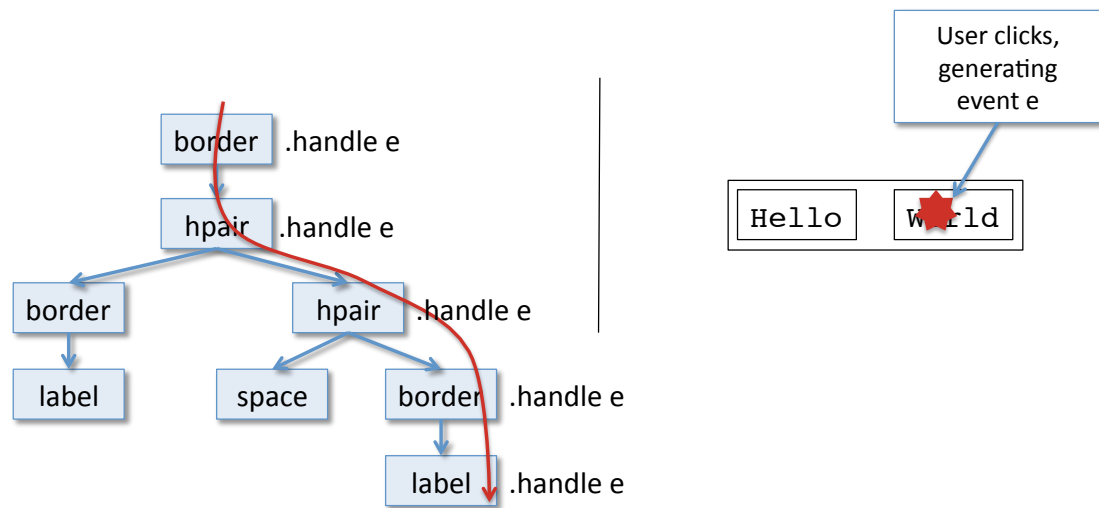 User clicks,
generating
event e
border .handle e
hpair .handle e
Hello World
border hpair .handle e
label space border .handle e
label .handle e